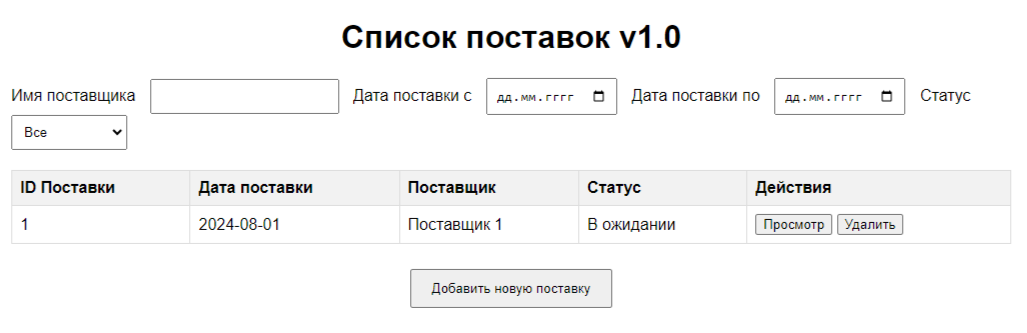 Список поставок v1.0
Имя поставщика Дата поставки с дд.мм.гггг Дата поставки по дд.мм.гггг Статус
Все
ID Поставки Дата поставки Поставщик Статус Действия
1 2024-08-01 Поставщик 1 В ожидании Просмотр Удалить
Добавить новую поставку